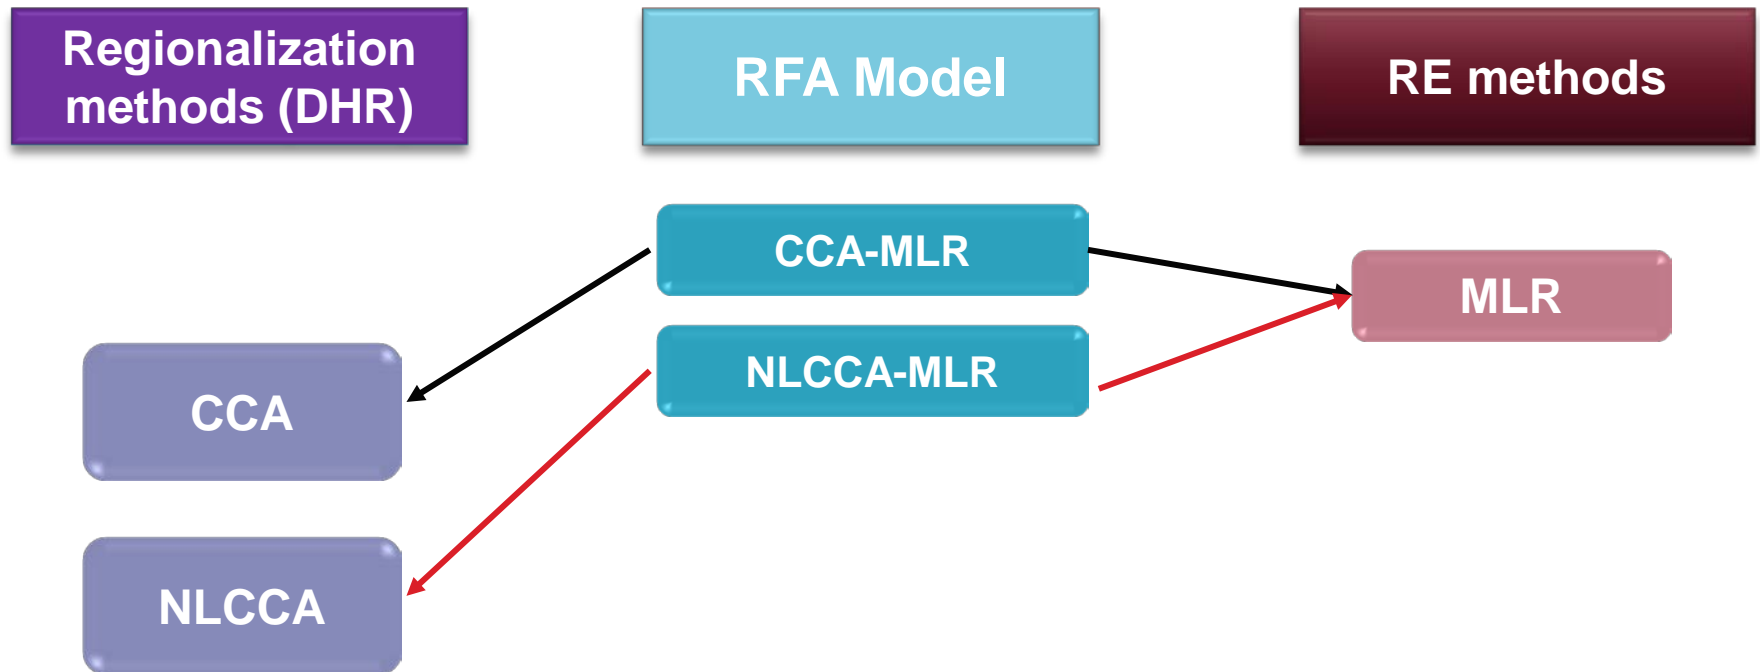 Regionalization
methods (DHR)
RFA Model
RE methods
CCA-MLR
MLR
NLCCA-MLR
CCA
NLCCA